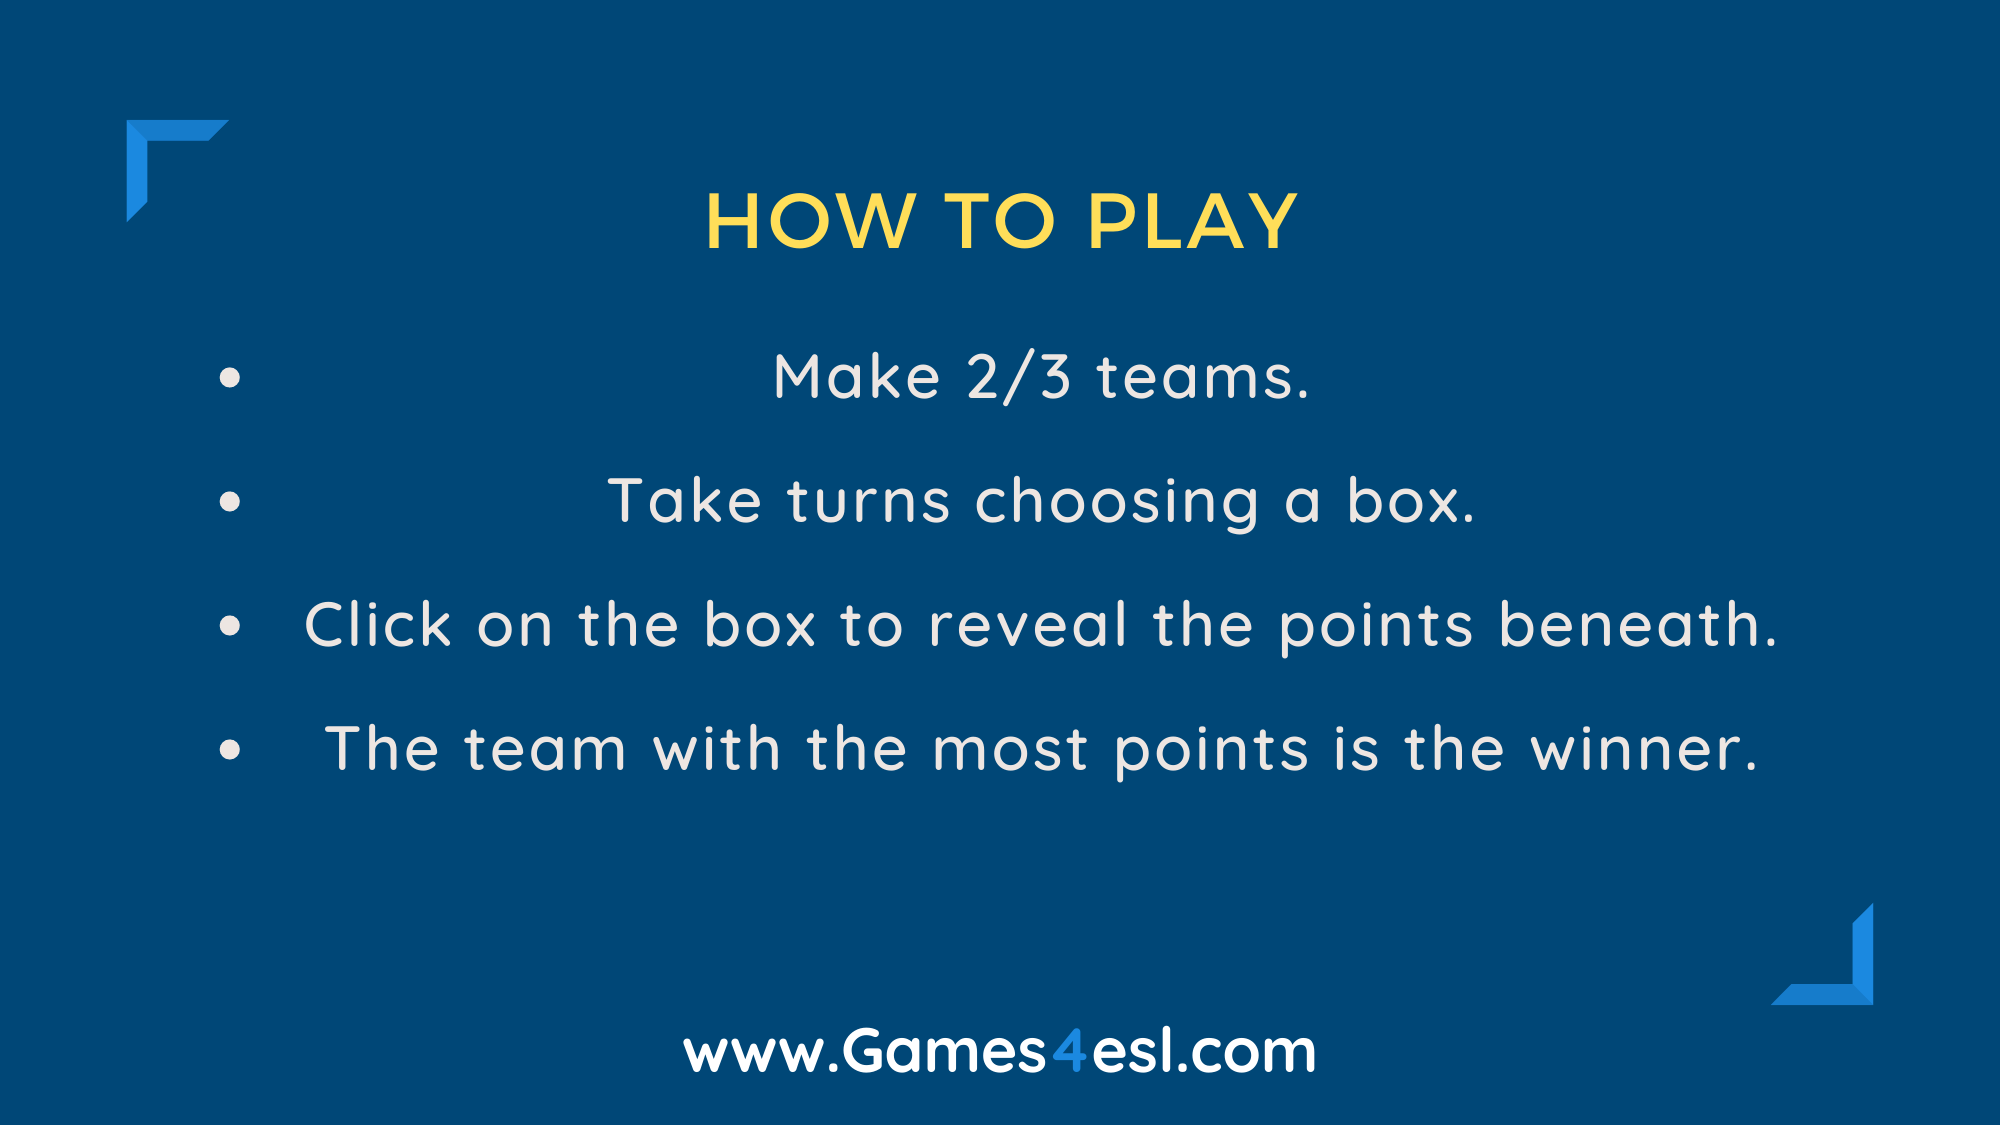 HOW TO PLAY
• Make 2/3 teams.
• Take turns choosing a box.
• Click on the box to reveal the points beneath.
• The team with the most points is the winner.
www.Games4esl.com